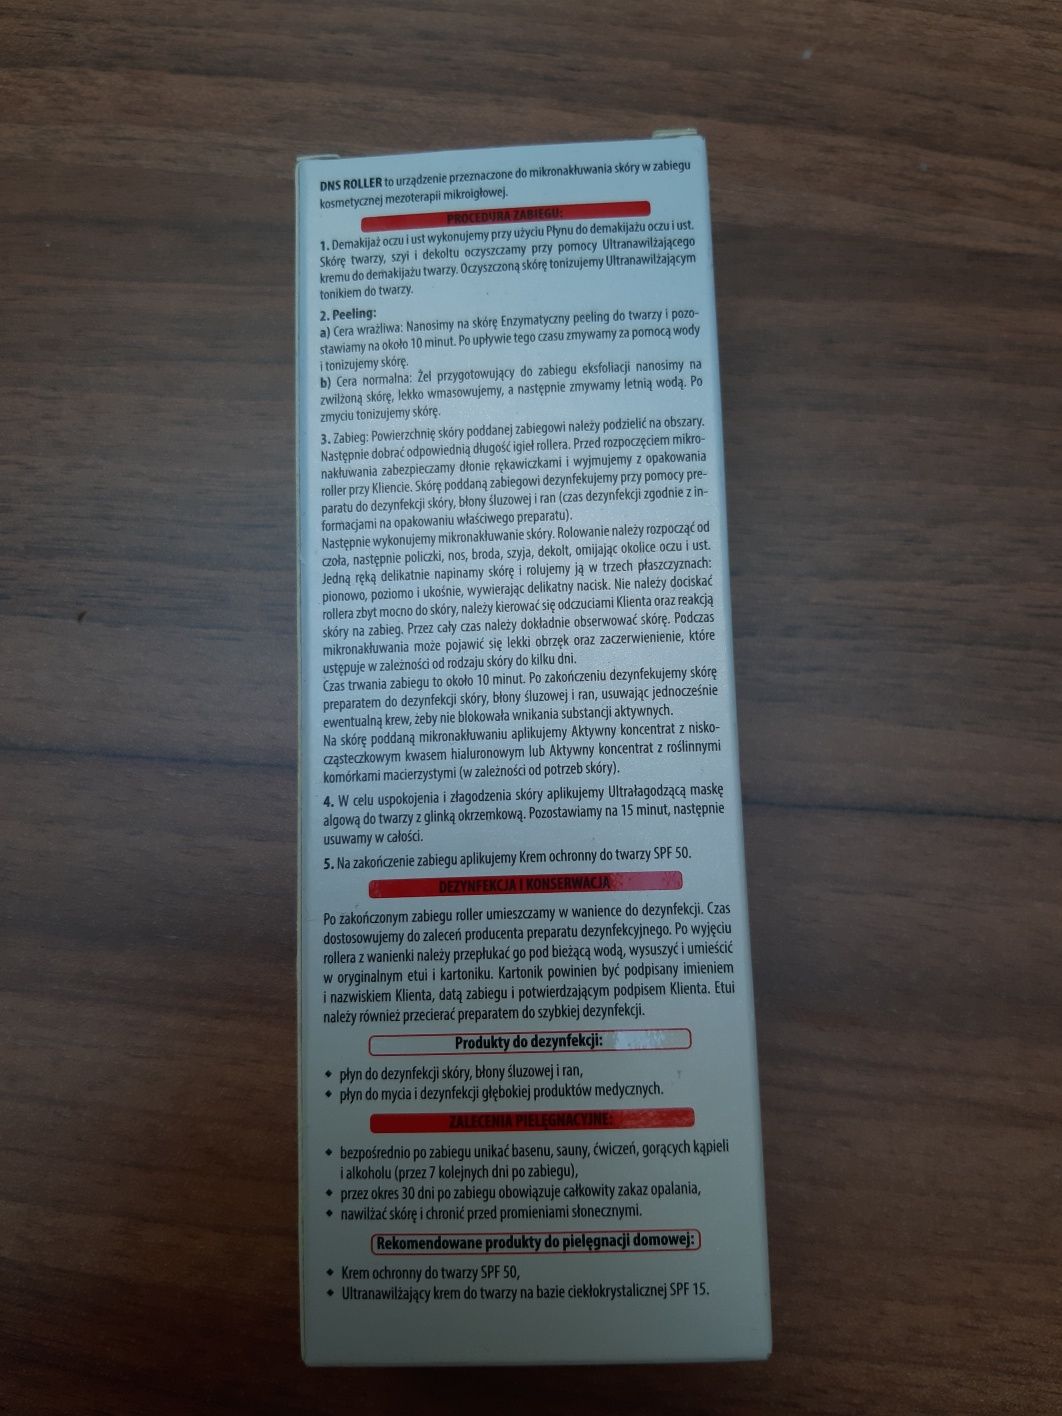 DNS ROLLER to urządzenie przeznaczone do mikronakłuwania skóry w zabiegu
kosmetycznej mezoterapii mikroigłowej.
PROCEDURA ZABIEGU:
1. Demakijaż oczu i ust wykonujemy przy użyciu Płynu do demakijażu oczu i ust.
Skórę twarzy, szyi i dekoltu oczyszczamy przy pomocy Ultranawilżającego
kremu do demakijażu twarzy. Oczyszczoną skórę tonizujemy Ultranawilżającym
tonikiem do twarzy.
2. Peeling:
a) Cera wrażliwa: Nanosimy na skórę Enzymatyczny peeling do twarzy i pozo-
stawiamy na około 10 minut. Po upływie tego czasu zmywamy za pomocą wody
i tonizujemy skórę.
b) Cera normalna: Żel przygotowujący do zabiegu eksfoliacji nanosimy na
zwilżoną skórę, lekko wmasowujemy, a następnie zmywamy letnią wodą. Po
zmyciu tonizujemy skórę.
3. Zabieg: Powierzchnię skóry poddanej zabiegowi należy podzielić na obszary.
Następnie dobrać odpowiednią długość igieł rollera. Przed rozpoczęciem mikro-
nakłuwania zabezpieczamy dłonie rękawiczkami i wyjmujemy z opakowania
roller przy Kliencie. Skórę poddaną zabiegowi dezynfekujemy przy pomocy pre-
paratu do dezynfekcji skóry, błony śluzowej i ran (czas dezynfekcji zgodnie z in-
formacjami na opakowaniu właściwego preparatu).
Następnie wykonujemy mikronakłuwanie skóry. Rolowanie należy rozpocząć od
czoła, następnie policzki, nos, broda, szyja, dekolt, omijając okolice oczu i ust.
Jedną ręką delikatnie napinamy skórę i rolujemy ją w trzech płaszczyznach:
pionowo, poziomo i ukośnie, wywierając delikatny nacisk. Nie należy dociskać
rollera zbyt mocno do skóry, należy kierować się odczuciami Klienta oraz reakcją
skóry na zabieg. Przez cały czas należy dokładnie obserwować skórę. Podczas
mikronakłuwania może pojawić się lekki obrzęk oraz zaczerwienienie, które
ustępuje w zależności od rodzaju skóry do kilku dni.
Czas trwania zabiegu to około 10 minut. Po zakończeniu dezynfekujemy skórę
preparatem do dezynfekcji skóry, błony śluzowej i ran, usuwając jednocześnie
ewentualną krew, żeby nie blokowała wnikania substancji aktywnych.
Na skórę poddaną mikronakłuwaniu aplikujemy Aktywny koncentrat z nisko-
cząsteczkowym kwasem hialuronowym lub Aktywny koncentrat z roślinnymi
komórkami macierzystymi (w zależności od potrzeb skóry).
4. W celu uspokojenia i złagodzenia skóry aplikujemy Ultrałagodzącą maskę
algową do twarzy z glinką okrzemkową. Pozostawiamy na 15 minut, następnie
usuwamy w całości.
5. Na zakończenie zabiegu aplikujemy Krem ochronny do twarzy SPF 50.
DEZYNFEKCJA I KONSERWACJA
Po zakończonym zabiegu roller umieszczamy w wanience do dezynfekcji. Czas
dostosowujemy do zaleceń producenta preparatu dezynfekcyjnego. Po wyjęciu
rollera z wanienki należy przepłukać go pod bieżącą wodą, wysuszyć i umieścić
w oryginalnym etui i kartoniku. Kartonik powinien być podpisany imieniem
i nazwiskiem Klienta, datą zabiegu i potwierdzającym podpisem Klienta. Etui
należy również przecierać preparatem do szybkiej dezynfekcji.
Produkty do dezynfekcji:
• płyn do dezynfekcji skóry, błony śluzowej i ran,
• płyn do mycia i dezynfekcji głębokiej produktów medycznych.
ZALECENIA PIELĘGNACYJNE:
• bezpośrednio po zabiegu unikać basenu, sauny, ćwiczeń, gorących kąpieli
i alkoholu (przez 7 kolejnych dni po zabiegu),
• przez okres 30 dni po zabiegu obowiązuje całkowity zakaz opalania,
• nawilżać skórę i chronić przed promieniami słonecznymi.
Rekomendowane produkty do pielęgnacji domowej:
• Krem ochronny do twarzy SPF 50,
• Ultranawilżający krem do twarzy na bazie ciekłokrystalicznej SPF 15.